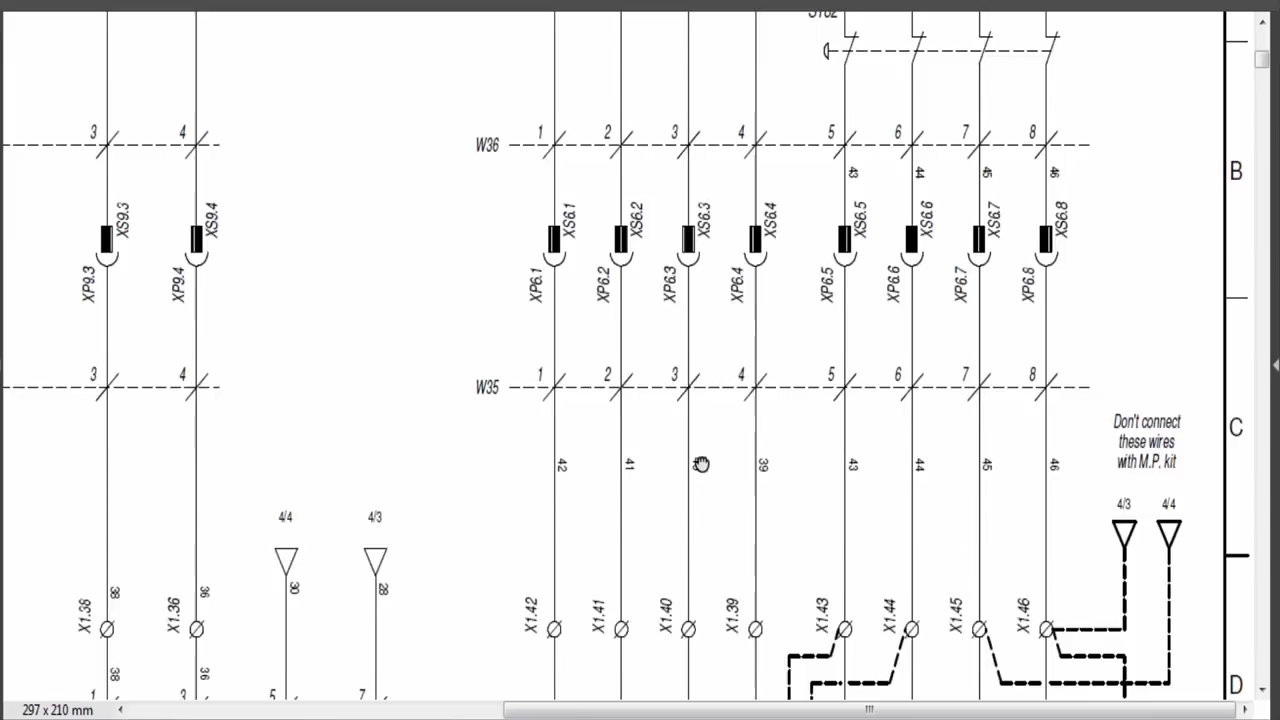 3 4 W36 1 2 3 4 5 6 7 8
43 44 45 46
B
XS9.3 XS9.4 XS6.1 XS6.2 XS6.3 XS6.4 XS6.5 XS6.6 XS6.7 XS6.8
XP9.3 XP9.4 XP6.1 XP6.2 XP6.3 XP6.4 XP6.5 XP6.6 XP6.7 XP6.8
3 4 W35 1 2 3 4 5 6 7 8
Don't connect
these wires
with M.P. kit
C
42 41 39 43 44 45 46
4/4 4/3 4/3 4/4
38 36 30 28
X1.38 X1.36 X1.42 X1.41 X1.40 X1.39 X1.43 X1.44 X1.45 X1.46
38 36
D
5 7
297 x 210 mm